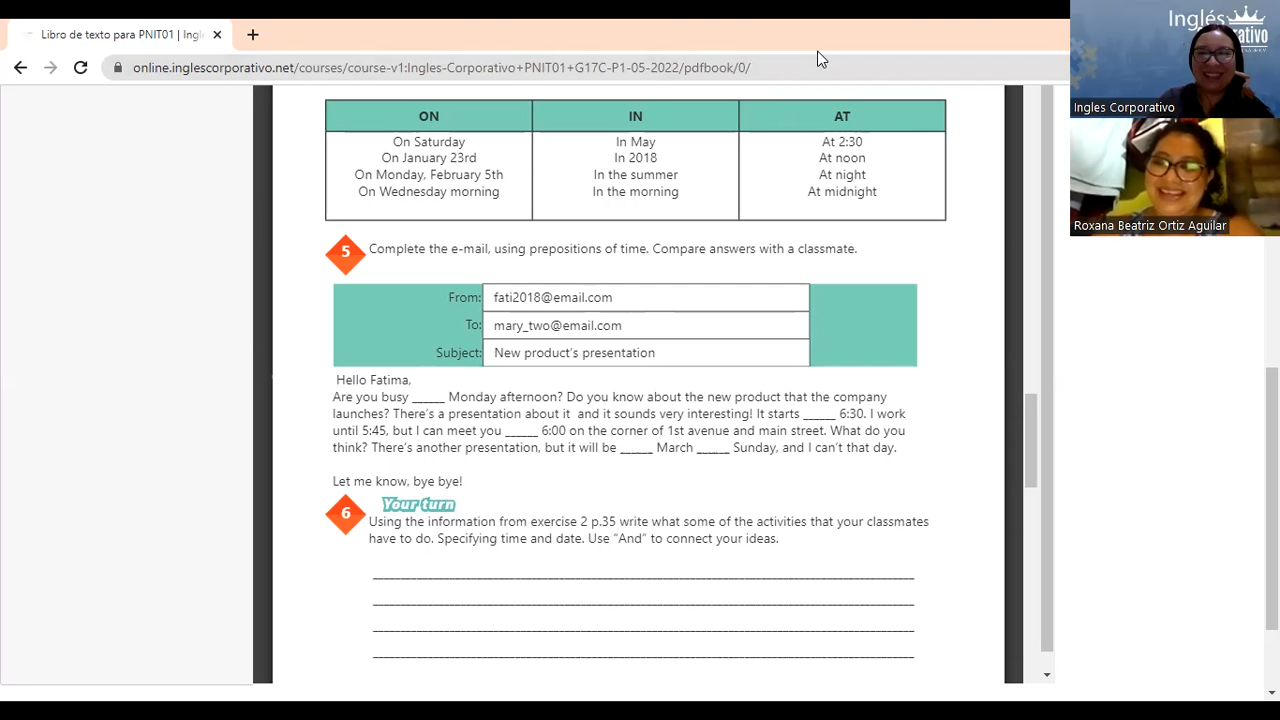 Libro de texto para PNIT01 | Ingl
online.inglescorporativo.net/courses/course-v1:Ingles-Corporativo+PNIT01+G17C-P1-05-2022/pdfbook/0/
Inglés
Ingles Corporativo
Roxana Beatriz Ortiz Aguilar
ON IN AT
On Saturday In May At 2:30
On January 23rd In 2018 At noon
On Monday, February 5th In the summer At night
On Wednesday morning In the morning At midnight
5 Complete the e-mail, using prepositions of time. Compare answers with a classmate.
From: fati2018@email.com
To: mary_two@email.com
Subject: New product's presentation
Hello Fatima,
Are you busy ______ Monday afternoon? Do you know about the new product that the company
launches? There's a presentation about it and it sounds very interesting! It starts ______ 6:30. I work
until 5:45, but I can meet you ______ 6:00 on the corner of 1st avenue and main street. What do you
think? There's another presentation, but it will be ______ March ______ Sunday, and I can't that day.
Let me know, bye bye!
6 Your turn
Using the information from exercise 2 p.35 write what some of the activities that your classmates
have to do. Specifying time and date. Use “And” to connect your ideas.